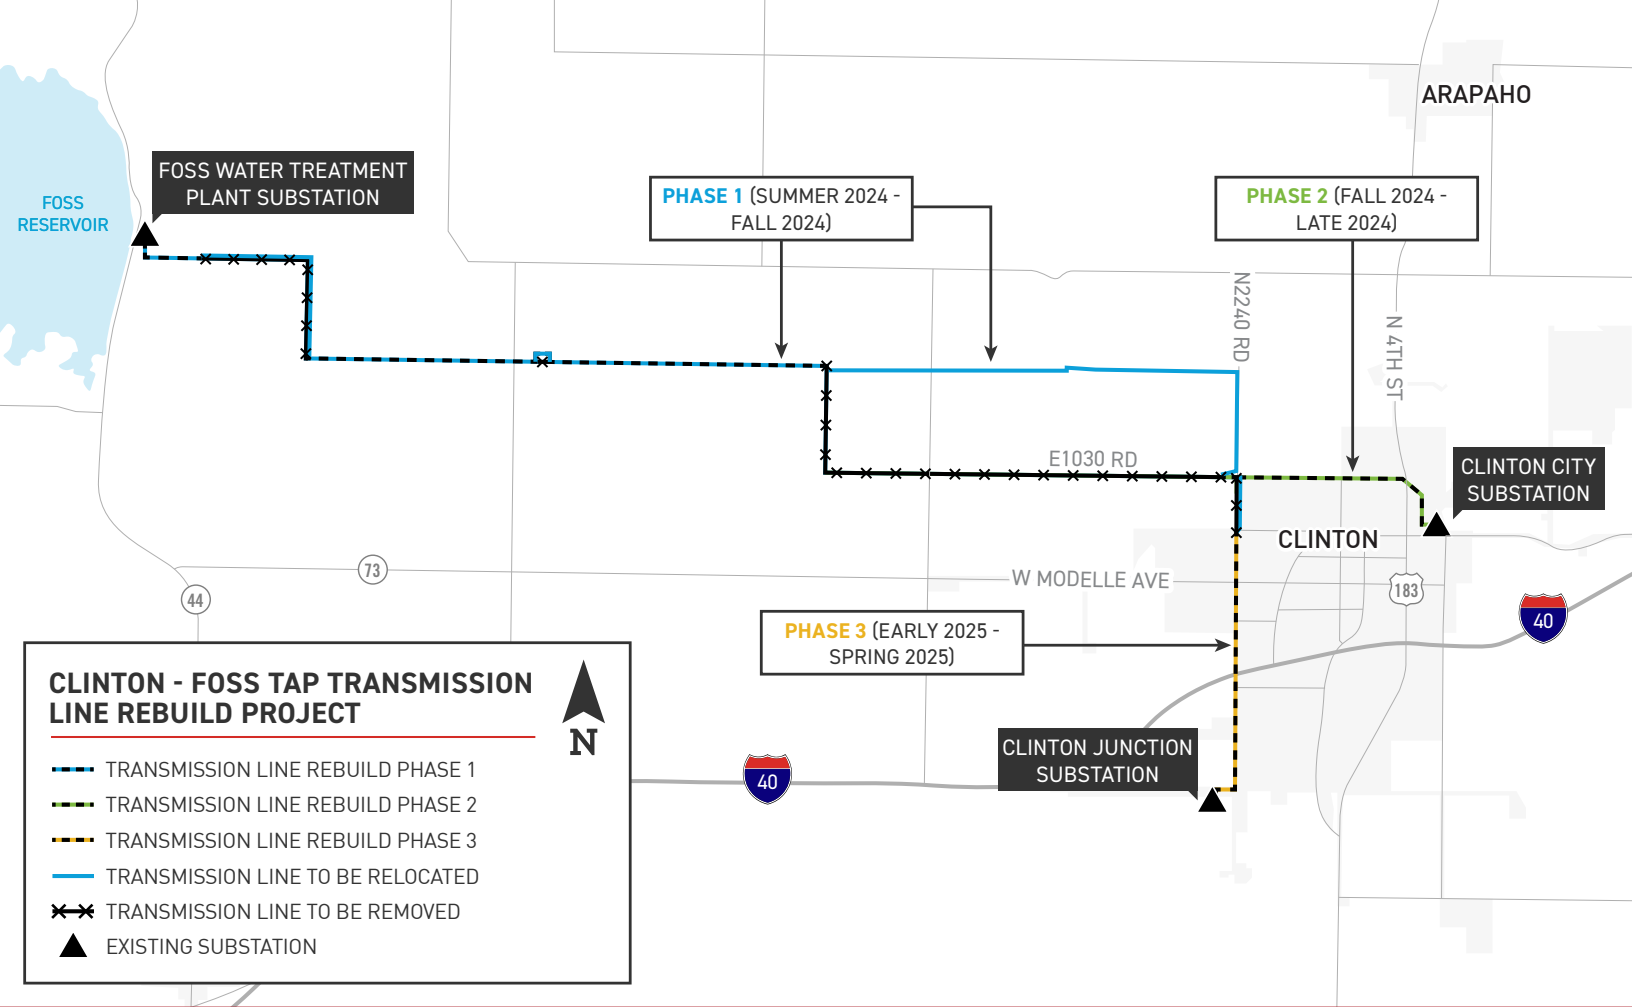 ARAPAHO
FOSS WATER TREATMENT
PLANT SUBSTATION
FOSS
RESERVOIR
PHASE 1 (SUMMER 2024 -
FALL 2024)
PHASE 2 (FALL 2024 -
LATE 2024)
N2240 RD
N 4TH ST
E1030 RD
CLINTON CITY
SUBSTATION
CLINTON
73
W MODELLE AVE
183
44
40
PHASE 3 (EARLY 2025 -
SPRING 2025)
CLINTON JUNCTION
SUBSTATION
40
CLINTON - FOSS TAP TRANSMISSION
LINE REBUILD PROJECT
N
TRANSMISSION LINE REBUILD PHASE 1
TRANSMISSION LINE REBUILD PHASE 2
TRANSMISSION LINE REBUILD PHASE 3
TRANSMISSION LINE TO BE RELOCATED
TRANSMISSION LINE TO BE REMOVED
EXISTING SUBSTATION